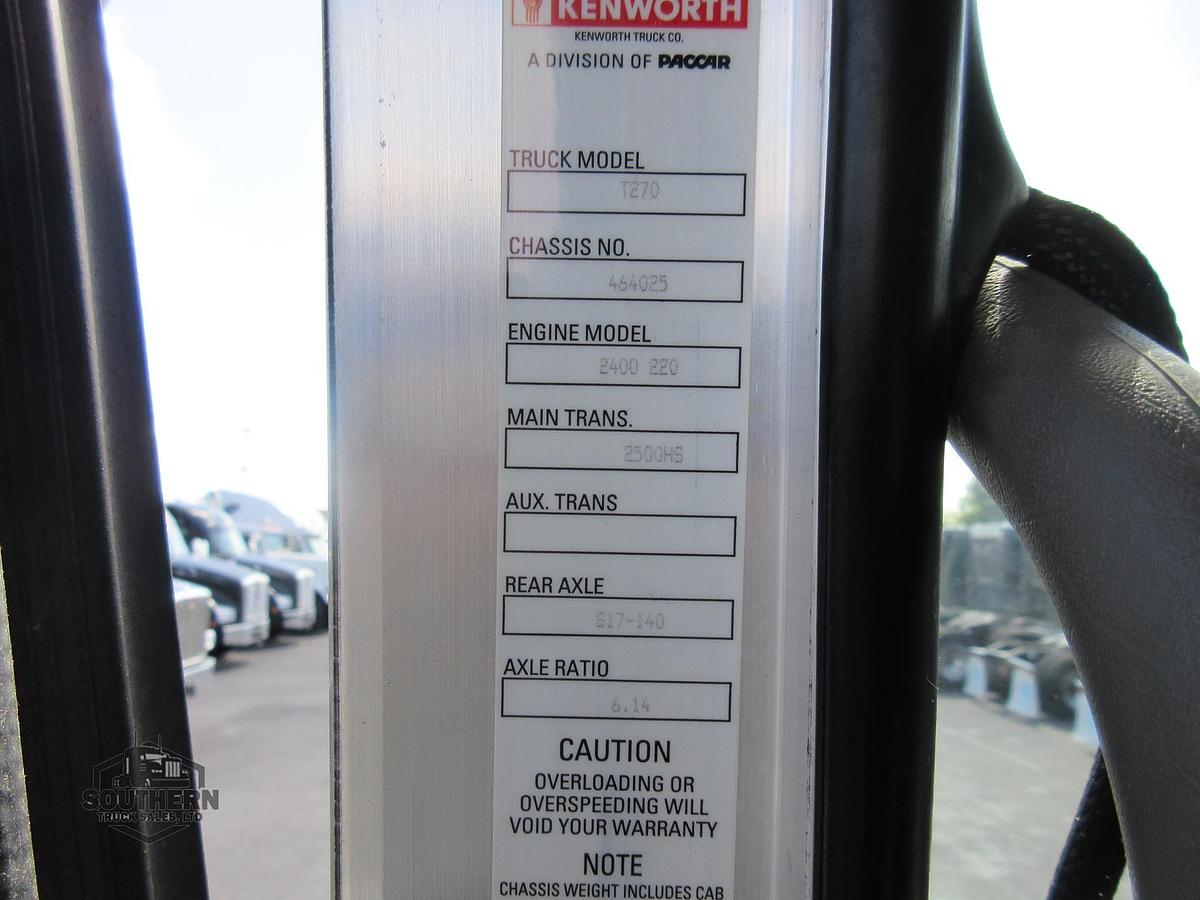 KENWORTH
KENWORTH TRUCK CO.
A DIVISION OF PACCAR
TRUCK MODEL
T270
CHASSIS NO.
464025
ENGINE MODEL
2400 220
MAIN TRANS.
2500HS
AUX. TRANS
REAR AXLE
S17-140
AXLE RATIO
6.14
CAUTION
OVERLOADING OR
OVERSPEEDING WILL
VOID YOUR WARRANTY
NOTE
CHASSIS WEIGHT INCLUDES CAB
SOUTHERN
TRUCK SALES, LTD